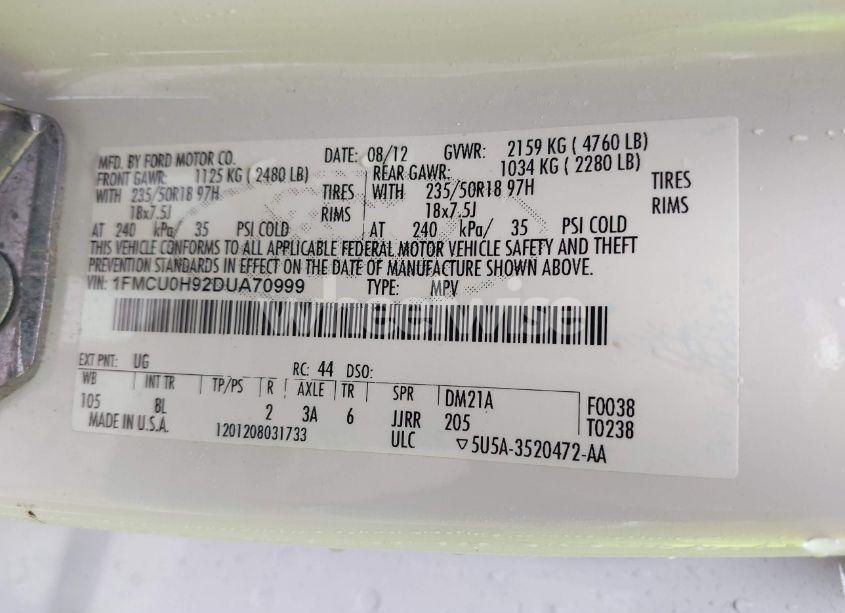 MFD. BY FORD MOTOR CO. DATE: 08/12 GVWR: 2159 KG ( 4760 LB)
FRONT GAWR: 1125 KG ( 2480 LB) REAR GAWR: 1034 KG ( 2280 LB)
WITH 235/50R18 97H TIRES WITH 235/50R18 97H TIRES
18x7.5J RIMS 18x7.5J RIMS
AT 240 kPa/ 35 PSI COLD AT 240 kPa/ 35 PSI COLD
THIS VEHICLE CONFORMS TO ALL APPLICABLE FEDERAL MOTOR VEHICLE SAFETY AND THEFT
PREVENTION STANDARDS IN EFFECT ON THE DATE OF MANUFACTURE SHOWN ABOVE.
VIN: 1FMCU0H92DUA70999 TYPE: MPV
wheelwise
EXT PNT: UG RC: 44 DSO:
WB INT TR TP/PS R AXLE TR SPR DM21A F0038
105 BL 2 3A 6 JJRR 205 T0238
MADE IN U.S.A. 1201208031733 ULC ▽5U5A-3520472-AA